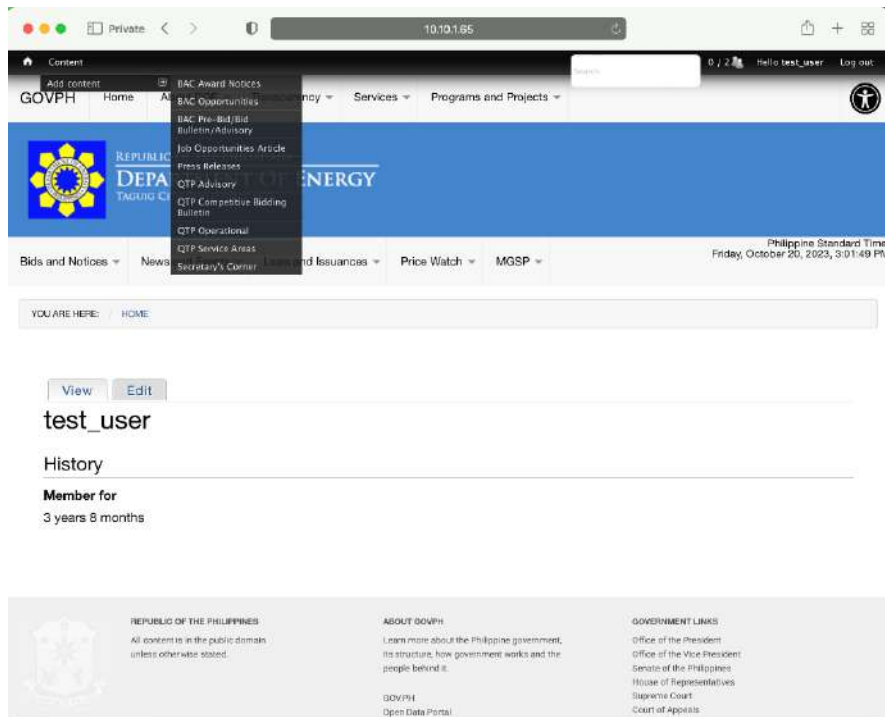 Private
10.10.1.65
Content
0 / 2
Hello test_user
Log out
Add content
BAC Award Notices
BAC Opportunities
BAC Pre-Bid/Bid
Bulletin/Advisory
Job Opportunities Article
Press Releases
QTP Advisory
QTP Competitive Bidding
Bulletin
QTP Operational
QTP Service Areas
Secretary's Corner
GOVPH
Home
Services
Programs and Projects
REPUBLIC
ENERGY
TAGUIG
Bids and Notices
and Issuances
Price Watch
MGSP
Philippine Standard Time
Friday, October 20, 2023, 3:01:49 PM
YOU ARE HERE: / HOME
View
Edit
test_user
History
Member for
3 years 8 months
REPUBLIC OF THE PHILIPPINES
All content is in the public domain
unless otherwise stated.
ABOUT GOVPH
Learn more about the Philippine government,
its structure, how government works and the
people behind it.
GOV.PH
Open Data Portal
GOVERNMENT LINKS
Office of the President
Office of the Vice President
Senate of the Philippines
House of Representatives
Supreme Court
Court of Appeals